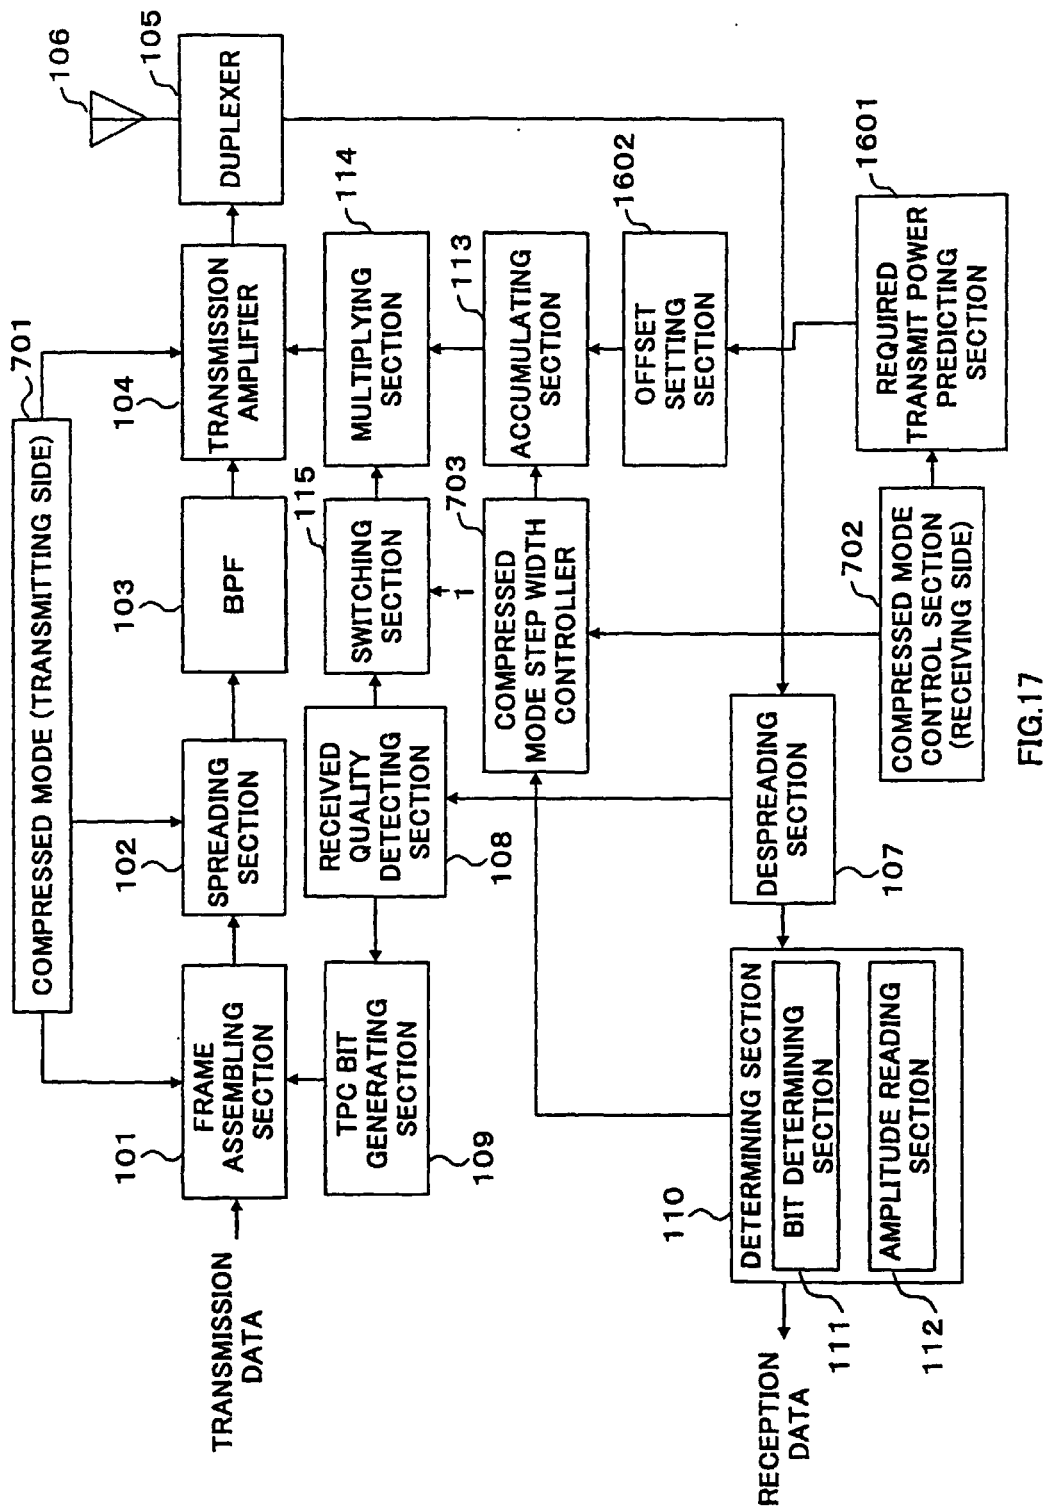 COMPRESSED MODE (TRANSMITTING SIDE)
701
106
105
DUPLEXER
TRANSMISSION
DATA
101
FRAME
ASSEMBLING
SECTION
102
SPREADING
SECTION
103
BPF
104
TRANSMISSION
AMPLIFIER
TPC BIT
GENERATING
SECTION
109
RECEIVED
QUALITY
DETECTING
SECTION
108
115
SWITCHING
SECTION
1
114
MULTIPLYING
SECTION
703
COMPRESSED
MODE STEP WIDTH
CONTROLLER
113
ACCUMULATING
SECTION
1602
OFFSET
SETTING
SECTION
110
DETERMINING SECTION
BIT DETERMINING
SECTION
111
AMPLITUDE READING
SECTION
112
RECEPTION
DATA
DESPREADING
SECTION
107
702
COMPRESSED MODE
CONTROL SECTION
(RECEIVING SIDE)
1601
REQUIRED
TRANSMIT POWER
PREDICTING
SECTION
FIG.17